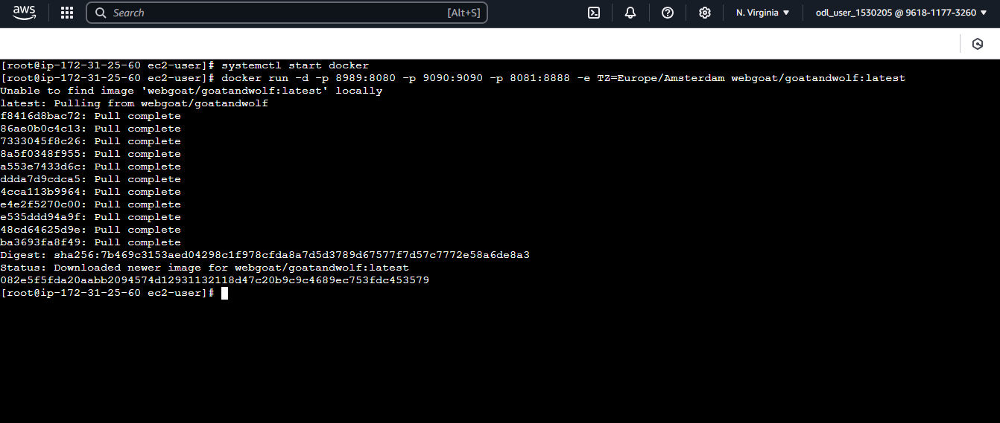 aws
Search [Alt+S] N. Virginia ▼ odl_user_1530205 @ 9618-1177-3260 ▼
[root@ip-172-31-25-60 ec2-user]# systemctl start docker
[root@ip-172-31-25-60 ec2-user]# docker run -d -p 8989:8080 -p 9090:9090 -p 8081:8888 -e TZ=Europe/Amsterdam webgoat/goatandwolf:latest
Unable to find image 'webgoat/goatandwolf:latest' locally
latest: Pulling from webgoat/goatandwolf
f8416d8bac72: Pull complete
86ae0b0c4c13: Pull complete
7333045f8c26: Pull complete
8a5f0348f955: Pull complete
a553e7433d6c: Pull complete
ddda7d9cdca5: Pull complete
4cca113b9964: Pull complete
e4e2f5270c00: Pull complete
e535ddd94a9f: Pull complete
48cd64625d9e: Pull complete
ba3693fa8f49: Pull complete
Digest: sha256:7b469c3153aed04298c1f978cfda8a7d5d3789d67577f7d57c7772e58a6de8a3
Status: Downloaded newer image for webgoat/goatandwolf:latest
082e5f5fda20aabb2094574d12931132118d47c20b9c9c4689ec753fdc453579
[root@ip-172-31-25-60 ec2-user]#